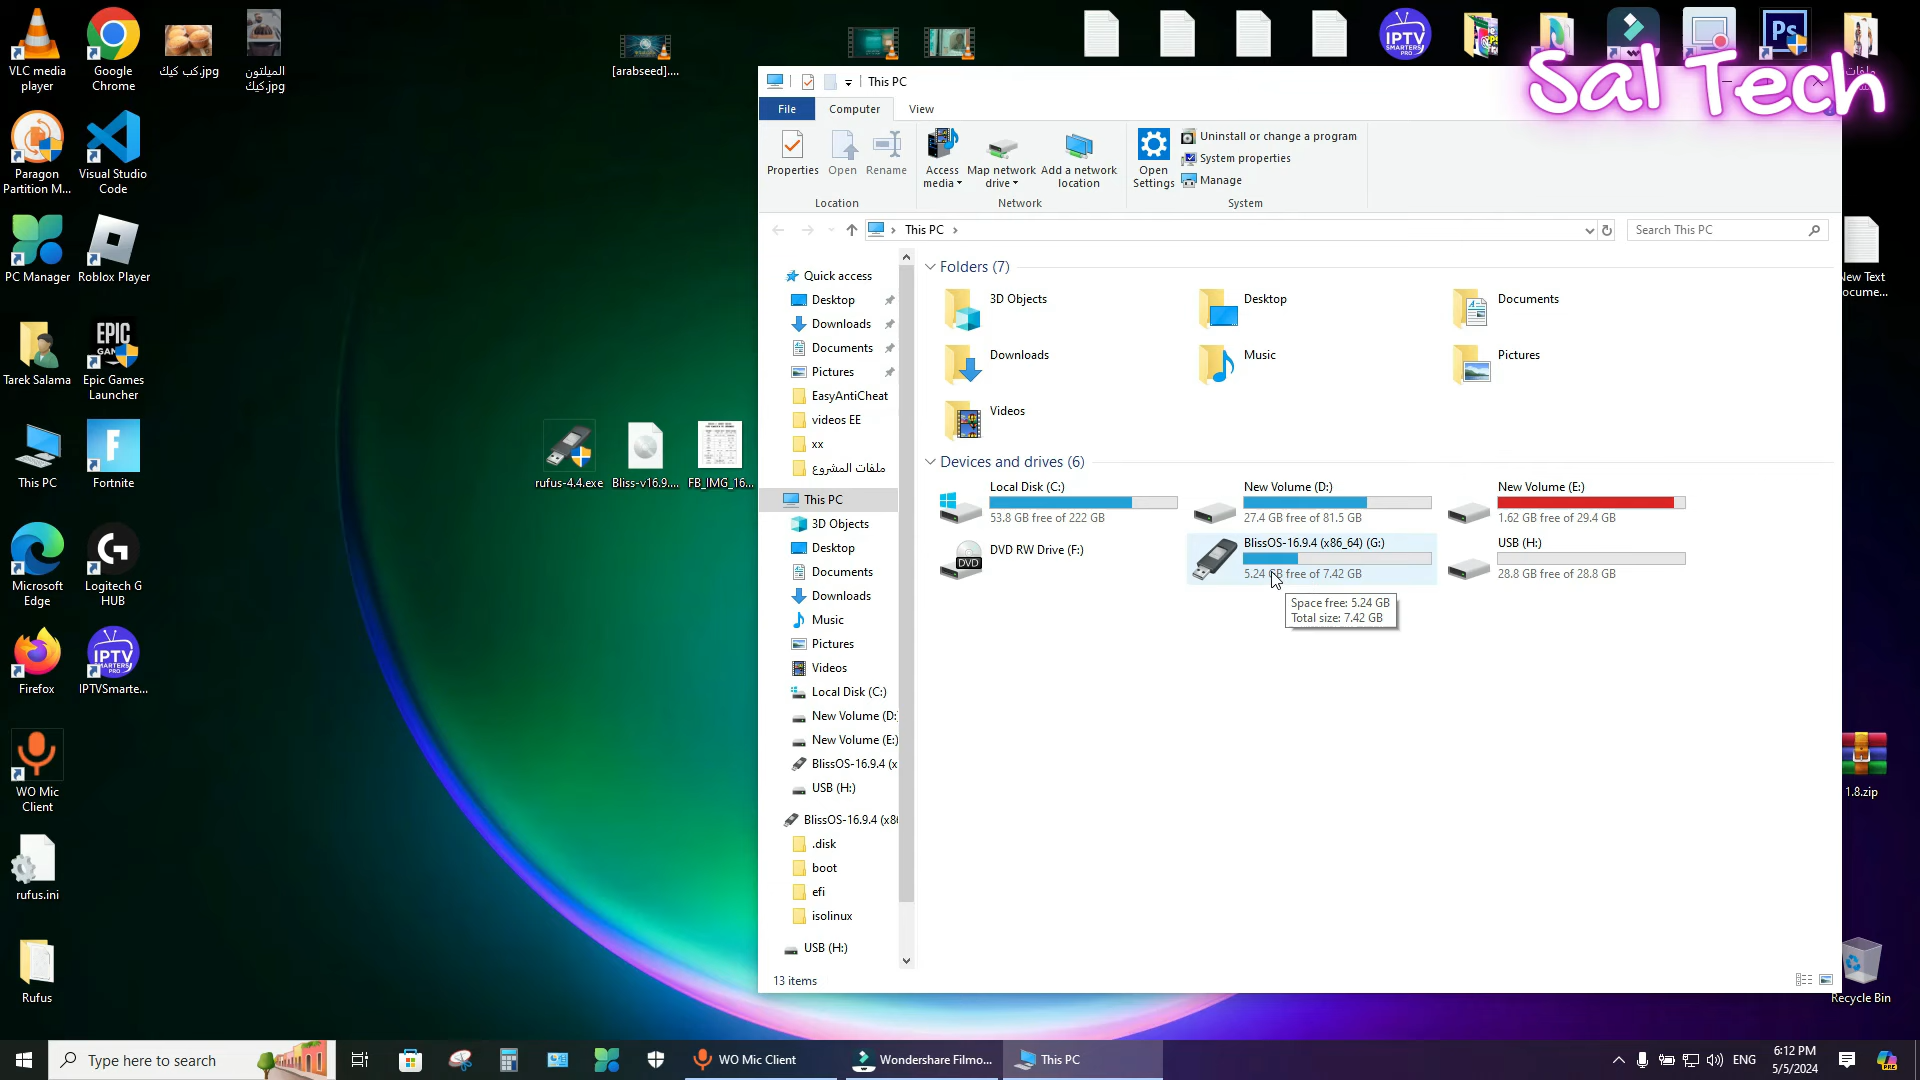 VLC media
player
Google
Chrome
كب كيك.jpg
الميلتون
كيك.jpg
[arabseed]....
IPTV
SMARTERS
PRO
Ps
Sal Tech
Paragon
Partition M...
Visual Studio
Code
PC Manager
Roblox Player
Tarek Salama
EPIC
Epic Games
Launcher
This PC
Fortnite
Microsoft
Edge
Logitech G
HUB
Firefox
IPTV
SMARTERS
PRO
IPTVSmarte...
WO Mic
Client
rufus.ini
Rufus
rufus-4.4.exe
Bliss-v16.9....
FB_IMG_16...
This PC
File
Computer
View
Properties
Open
Rename
Location
Access
media
Map network
drive
Add a network
location
Network
Open
Settings
Uninstall or change a program
System properties
Manage
System
This PC
Search This PC
Quick access
Desktop
Downloads
Documents
Pictures
EasyAntiCheat
videos EE
xx
ملفات المشروع
This PC
3D Objects
Desktop
Documents
Downloads
Music
Pictures
Videos
Local Disk (C:)
New Volume (D:)
New Volume (E:)
BlissOS-16.9.4 (x
USB (H:)
BlissOS-16.9.4 (x86
.disk
boot
efi
isolinux
USB (H:)
13 items
Folders (7)
3D Objects
Desktop
Documents
Downloads
Music
Pictures
Videos
Devices and drives (6)
Local Disk (C:)
53.8 GB free of 222 GB
New Volume (D:)
27.4 GB free of 81.5 GB
New Volume (E:)
1.62 GB free of 29.4 GB
DVD
DVD RW Drive (F:)
BlissOS-16.9.4 (x86_64) (G:)
5.24 GB free of 7.42 GB
USB (H:)
28.8 GB free of 28.8 GB
Space free: 5.24 GB
Total size: 7.42 GB
New Text
ocume...
1.8.zip
Recycle Bin
Type here to search
WO Mic Client
Wondershare Filmo...
This PC
ENG
6:12 PM
5/5/2024